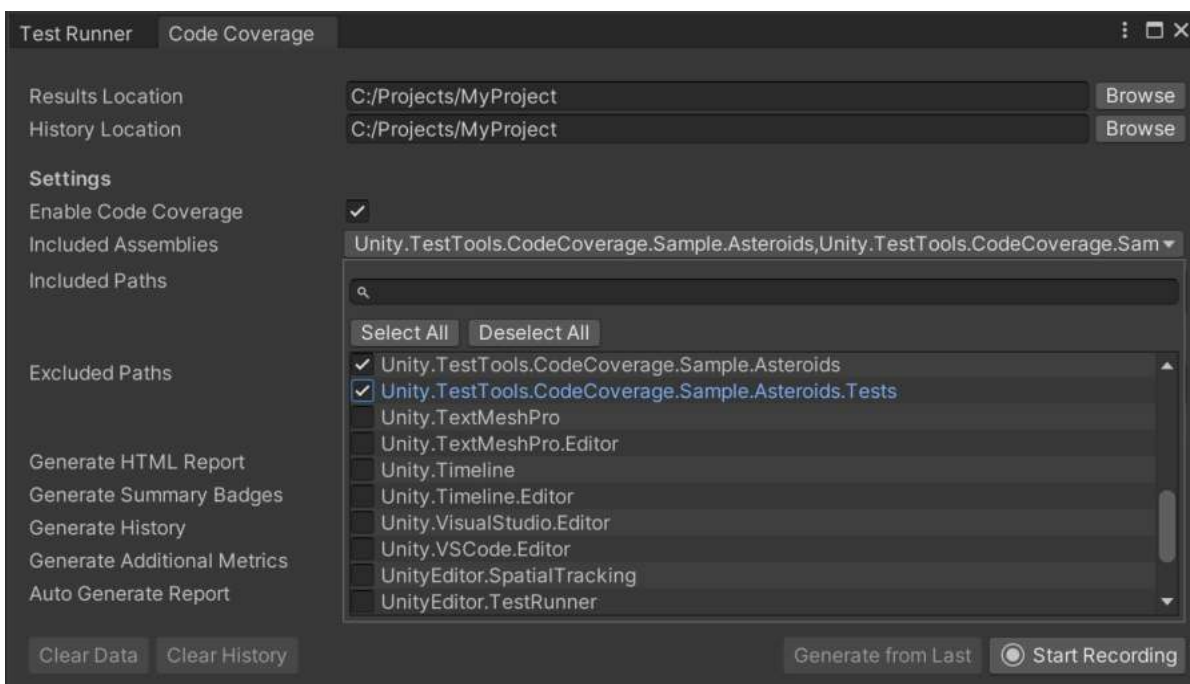 Test Runner Code Coverage
Results Location C:/Projects/MyProject Browse
History Location C:/Projects/MyProject Browse
Settings
Enable Code Coverage
Included Assemblies Unity.TestTools.CodeCoverage.Sample.Asteroids,Unity.TestTools.CodeCoverage.Sam
Included Paths
Select All Deselect All
Unity.TestTools.CodeCoverage.Sample.Asteroids
Excluded Paths
Unity.TestTools.CodeCoverage.Sample.Asteroids.Tests
Unity.TextMeshPro
Unity.TextMeshPro.Editor
Generate HTML Report
Unity.Timeline
Generate Summary Badges
Unity.Timeline.Editor
Generate History
Unity.VisualStudio.Editor
Unity.VSCode.Editor
Generate Additional Metrics
UnityEditor.SpatialTracking
Auto Generate Report
UnityEditor.TestRunner
Clear Data Clear History Generate from Last Start Recording